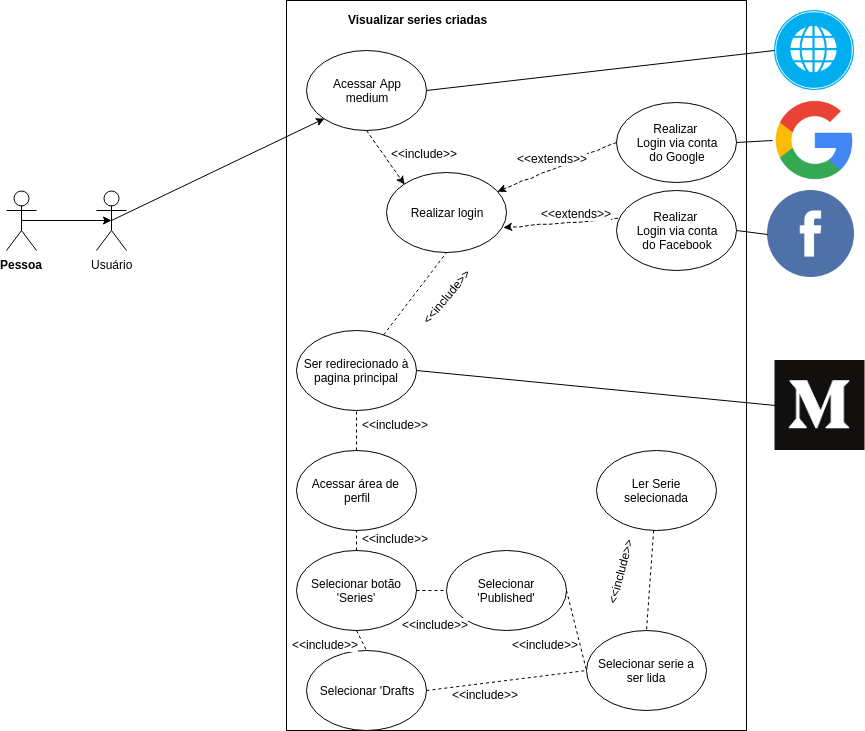 Visualizar series criadas
Acessar App
medium
<<include>>
<<extends>>
Realizar
Login via conta
do Google
Realizar login
<<extends>>
Realizar
Login via conta
do Facebook
Pessoa
Usuário
<<include>>
Ser redirecionado à
pagina principal
<<include>>
Acessar área de
perfil
Ler Serie
selecionada
<<include>>
Selecionar botão
'Series'
Selecionar
'Published'
<<include>>
<<include>>
<<include>>
<<include>>
Selecionar 'Drafts
Selecionar serie a
ser lida
<<include>>
G
f
M